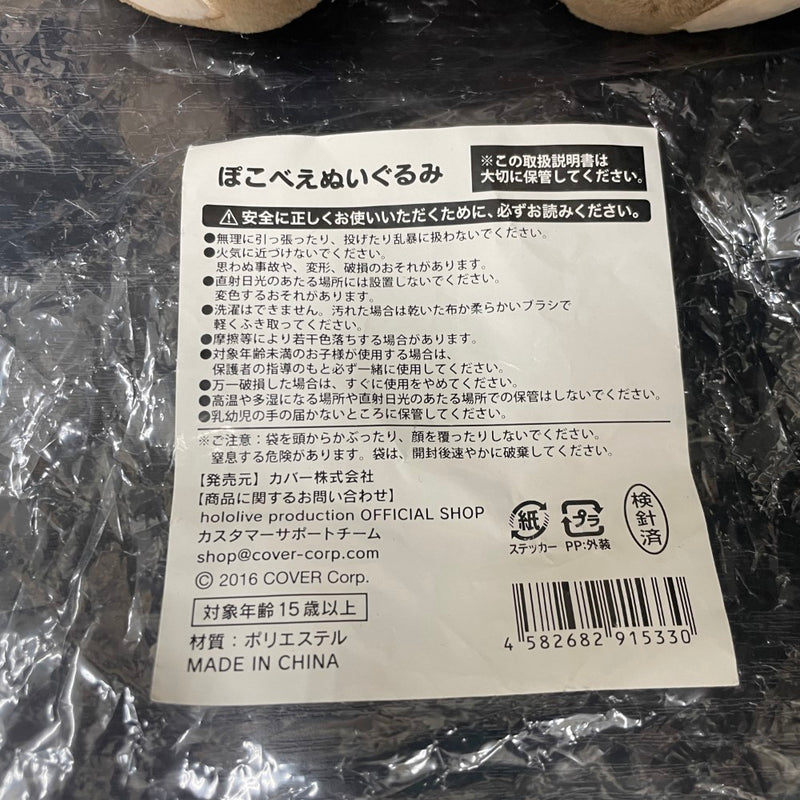 ぽこべえぬいぐるみ
※この取扱説明書は
大切に保管してください。
⚠安全に正しくお使いいただくために、必ずお読みください。
●無理に引っ張ったり、投げたり乱暴に扱わないでください。
●火気に近づけないでください。
思わぬ事故や、変形、破損のおそれがあります。
●直射日光のあたる場所には設置しないでください。
変色するおそれがあります。
●洗濯はできません。汚れた場合は乾いた布か柔らかいブラシで
軽くふき取ってください。
●摩擦等により若干色落ちする場合があります。
●対象年齢未満のお子様が使用する場合は、
保護者の指導のもと必ず一緒に使用してください。
●万一破損した場合は、すぐに使用をやめてください。
●高温や多湿になる場所や直射日光のあたる場所での保管はしないでください。
●乳幼児の手の届かないところに保管してください。
※ご注意：袋を頭からかぶったり、顔を覆ったりしないでください。
窒息する危険があります。袋は、開封後速やかに破棄してください。
【発売元】カバー株式会社
【商品に関するお問い合わせ】
hololive production OFFICIAL SHOP
カスタマーサポートチーム
shop@cover-corp.com
© 2016 COVER Corp.
対象年齢15歳以上
材質：ポリエステル
MADE IN CHINA
紙
ステッカー
プラ
PP:外装
検針済
4 582682 915330